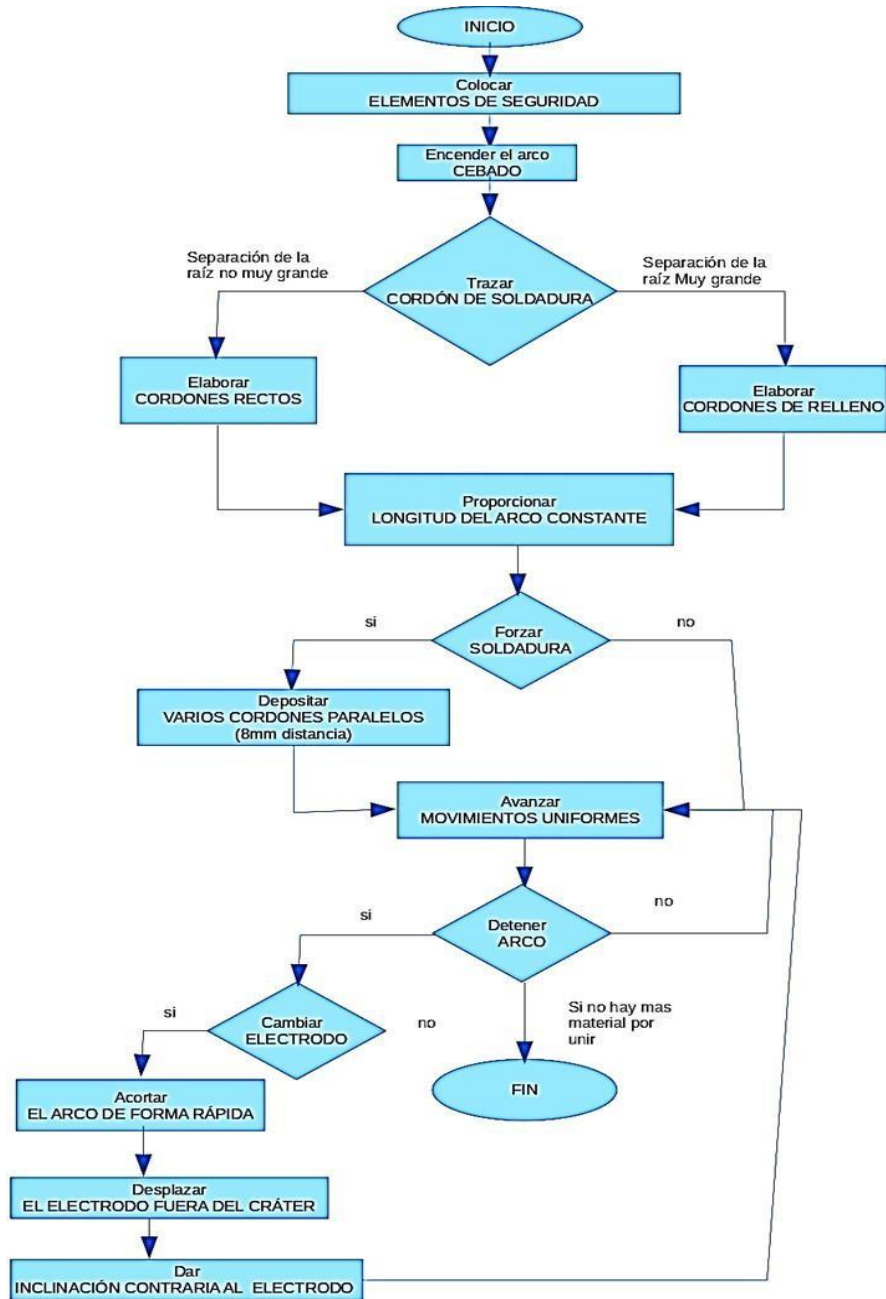 INICIO
Colocar
ELEMENTOS DE SEGURIDAD
Encender el arco
CEBADO
Separación de la
raíz no muy grande
Trazar
CORDÓN DE SOLDADURA
Separación de la
raíz Muy grande
Elaborar
CORDONES RECTOS
Elaborar
CORDONES DE RELLENO
Proporcionar
LONGITUD DEL ARCO CONSTANTE
si
Forzar
SOLDADURA
no
Depositar
VARIOS CORDONES PARALELOS
(8mm distancia)
Avanzar
MOVIMIENTOS UNIFORMES
si
Detener
ARCO
no
si
Cambiar
ELECTRODO
no
Si no hay mas
material por
unir
FIN
Acortar
EL ARCO DE FORMA RÁPIDA
Desplazar
EL ELECTRODO FUERA DEL CRÁTER
Dar
INCLINACIÓN CONTRARIA AL ELECTRODO